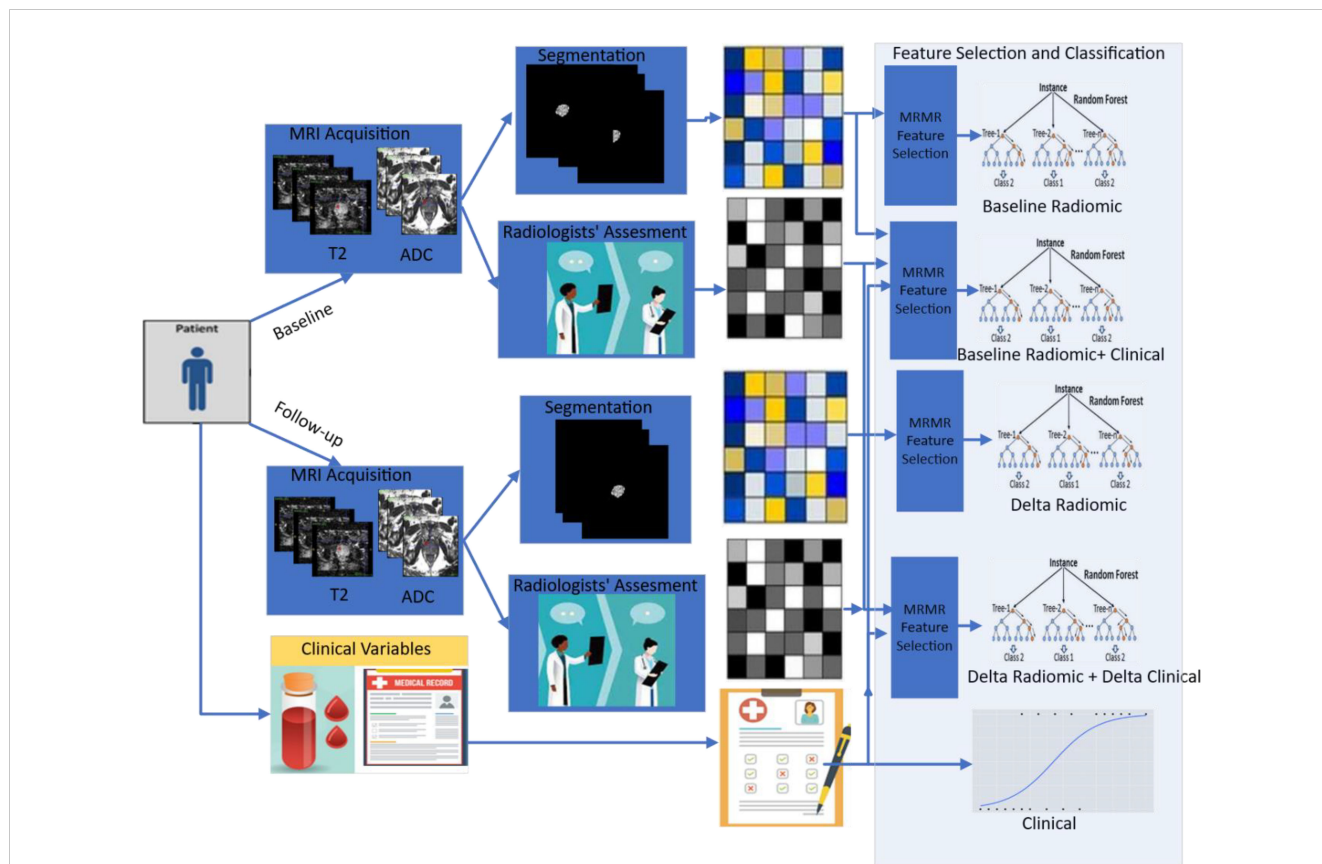 Segmentation
Feature Selection and Classification
MRI Acquisition
T2
ADC
MRMR
Feature
Selection
Instance
Random Forest
Tree-1
Tree-2
Tree-n
...
Class 2
Class 1
Class 2
Baseline Radiomic
Radiologists' Assesment
MRMR
Feature
Selection
Instance
Random Forest
Tree-1
Tree-2
Tree-n
...
Class 2
Class 1
Class 2
Baseline Radiomic+ Clinical
Patient
Baseline
Follow-up
Segmentation
MRMR
Feature
Selection
Instance
Random Forest
Tree-1
Tree-2
Tree-n
...
Class 2
Class 1
Class 2
Delta Radiomic
MRI Acquisition
T2
ADC
Radiologists' Assesment
MRMR
Feature
Selection
Instance
Random Forest
Tree-1
Tree-2
Tree-n
...
Class 2
Class 1
Class 2
Delta Radiomic + Delta Clinical
Clinical Variables
MEDICAL RECORD
Clinical